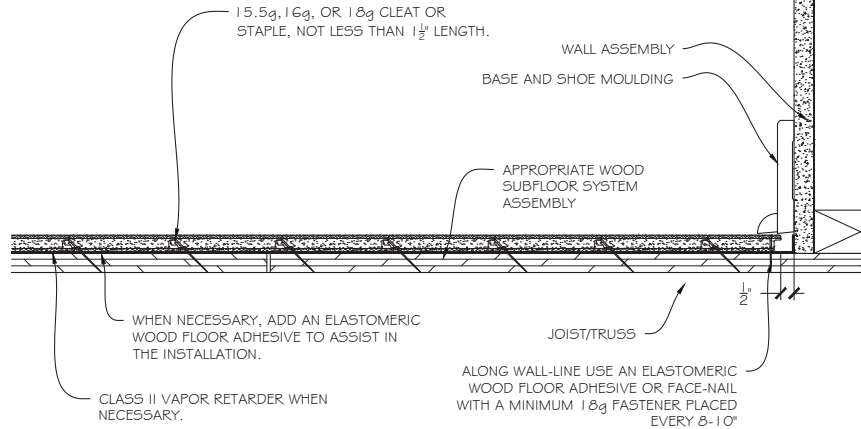 15.5g, 16g, OR 18g CLEAT OR
STAPLE, NOT LESS THAN 1 1/2" LENGTH.
WALL ASSEMBLY
BASE AND SHOE MOULDING
APPROPRIATE WOOD
SUBFLOOR SYSTEM
ASSEMBLY
1/2"
WHEN NECESSARY, ADD AN ELASTOMERIC
WOOD FLOOR ADHESIVE TO ASSIST IN
THE INSTALLATION.
JOIST/TRUSS
ALONG WALL-LINE USE AN ELASTOMERIC
WOOD FLOOR ADHESIVE OR FACE-NAIL
WITH A MINIMUM 18g FASTENER PLACED
EVERY 8-10"
CLASS II VAPOR RETARDER WHEN
NECESSARY.